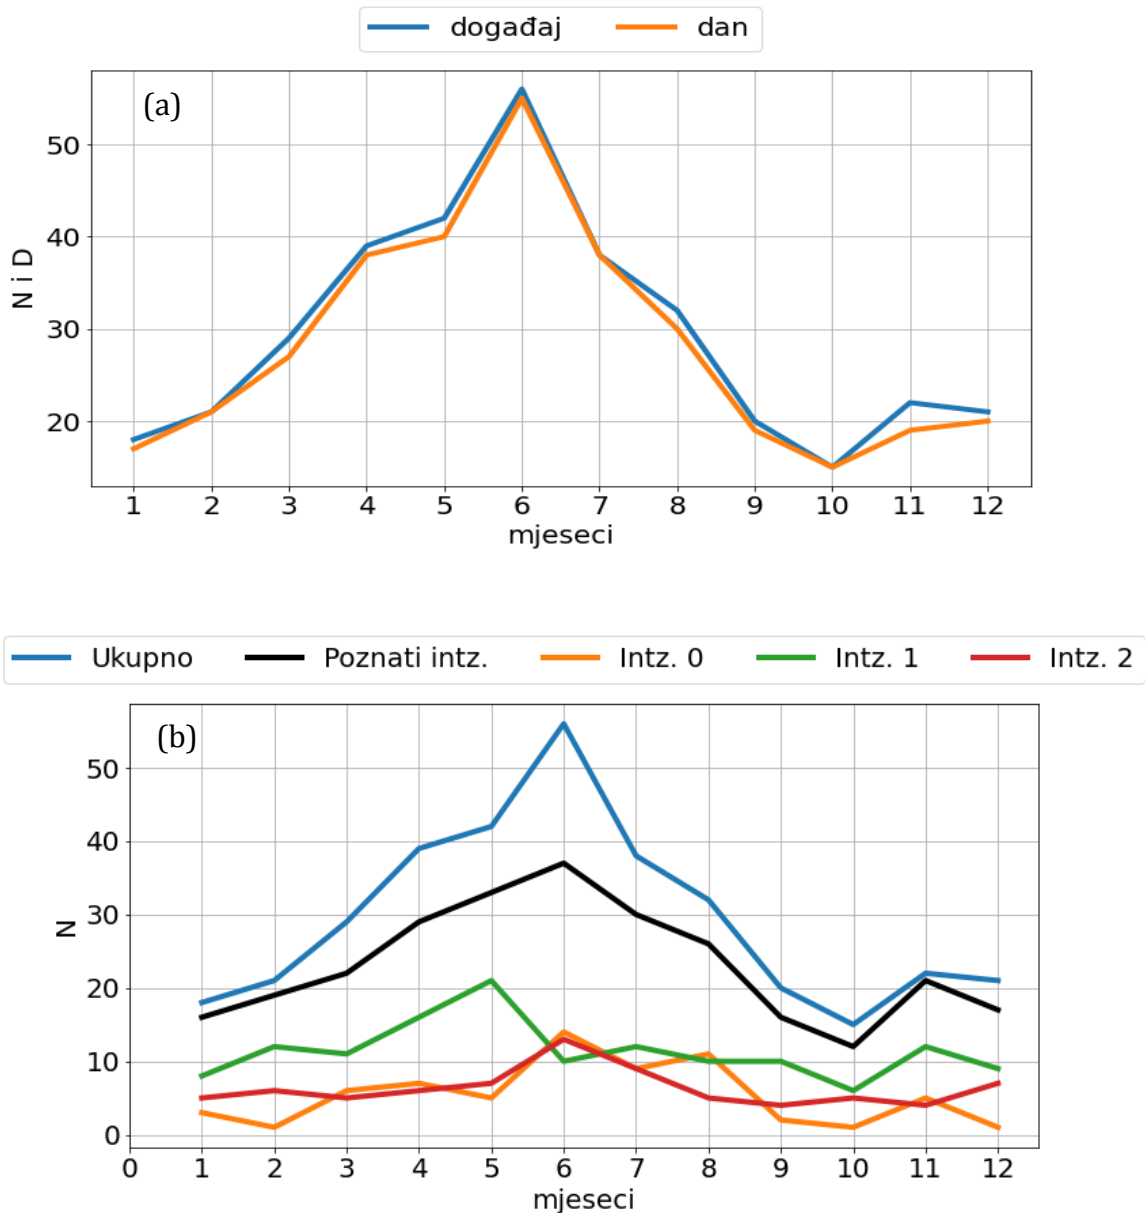 događaj dan
(a)
50
40
30
20
N i D
1 2 3 4 5 6 7 8 9 10 11 12
mjeseci
Ukupno Poznati intz. Intz. 0 Intz. 1 Intz. 2
(b)
50
40
30
20
10
0
N
0 1 2 3 4 5 6 7 8 9 10 11 12
mjeseci